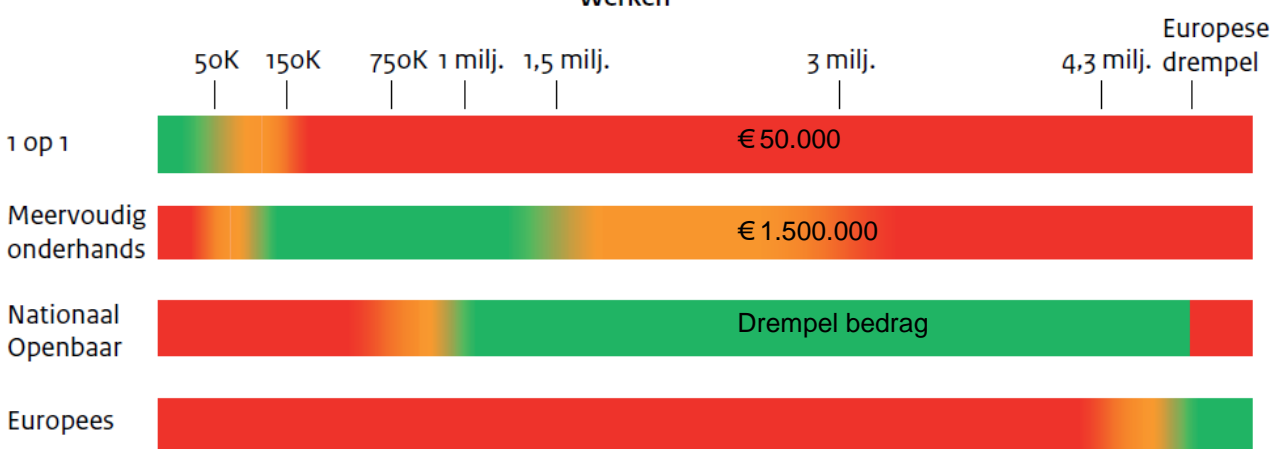 Werken
Europese
50K 150K 750K 1 milj. 1,5 milj. 3 milj. 4,3 milj. drempel
1 op 1
€ 50.000
Meervoudig
onderhands
€ 1.500.000
Nationaal
Openbaar
Drempel bedrag
Europees